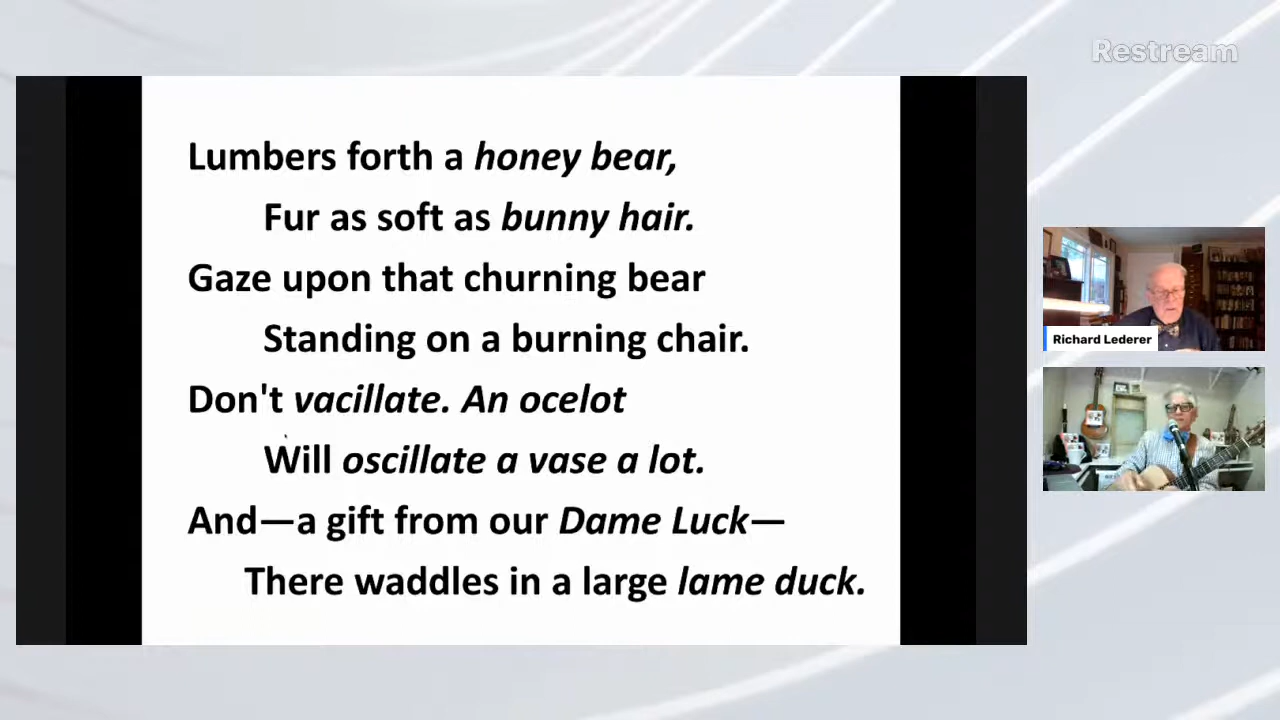 Restream
Lumbers forth a honey bear,
Fur as soft as bunny hair.
Gaze upon that churning bear
Standing on a burning chair.
Don't vacillate. An ocelot
Will oscillate a vase a lot.
And—a gift from our Dame Luck—
There waddles in a large lame duck.
Richard Lederer